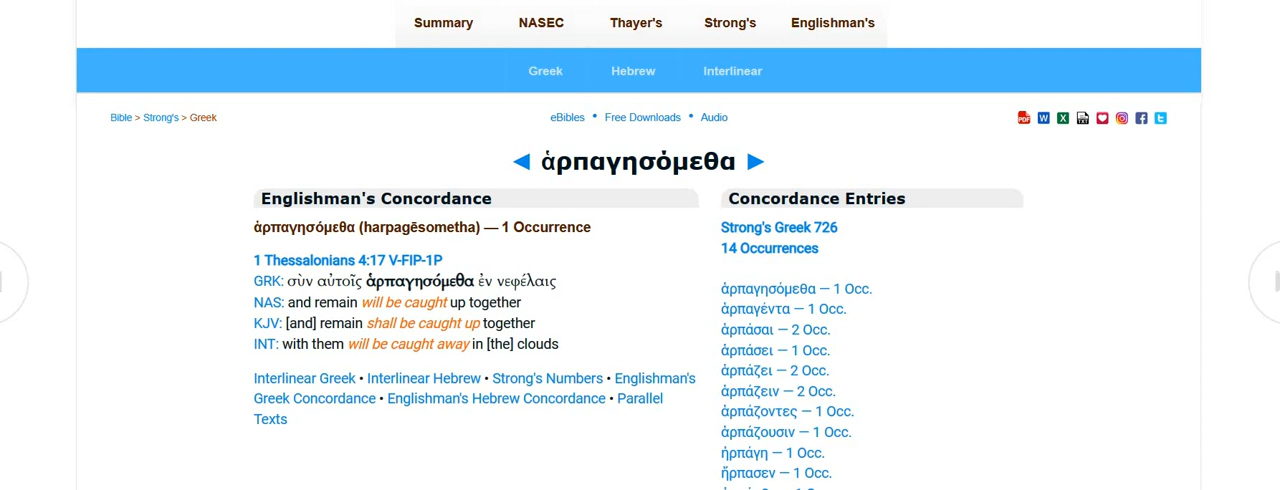 Summary NASEC Thayer's Strong's Englishman's
Greek Hebrew Interlinear
Bible > Strong's > Greek
eBibles • Free Downloads • Audio
◄ ἁρπαγησόμεθα ►
Englishman's Concordance
ἁρπαγησόμεθα (harpagēsometha) — 1 Occurrence
1 Thessalonians 4:17 V-FIP-1P
GRK: σὺν αὐτοῖς ἁρπαγησόμεθα ἐν νεφέλαις
NAS: and remain will be caught up together
KJV: [and] remain shall be caught up together
INT: with them will be caught away in [the] clouds
Interlinear Greek • Interlinear Hebrew • Strong's Numbers • Englishman's
Greek Concordance • Englishman's Hebrew Concordance • Parallel
Texts
Concordance Entries
Strong's Greek 726
14 Occurrences
ἁρπαγησόμεθα — 1 Occ.
ἁρπαγέντα — 1 Occ.
ἁρπάσαι — 2 Occ.
ἁρπάσει — 1 Occ.
ἁρπάζει — 2 Occ.
ἁρπάζειν — 2 Occ.
ἁρπάζοντες — 1 Occ.
ἁρπάζουσιν — 1 Occ.
ἡρπάγη — 1 Occ.
ἥρπασεν — 1 Occ.